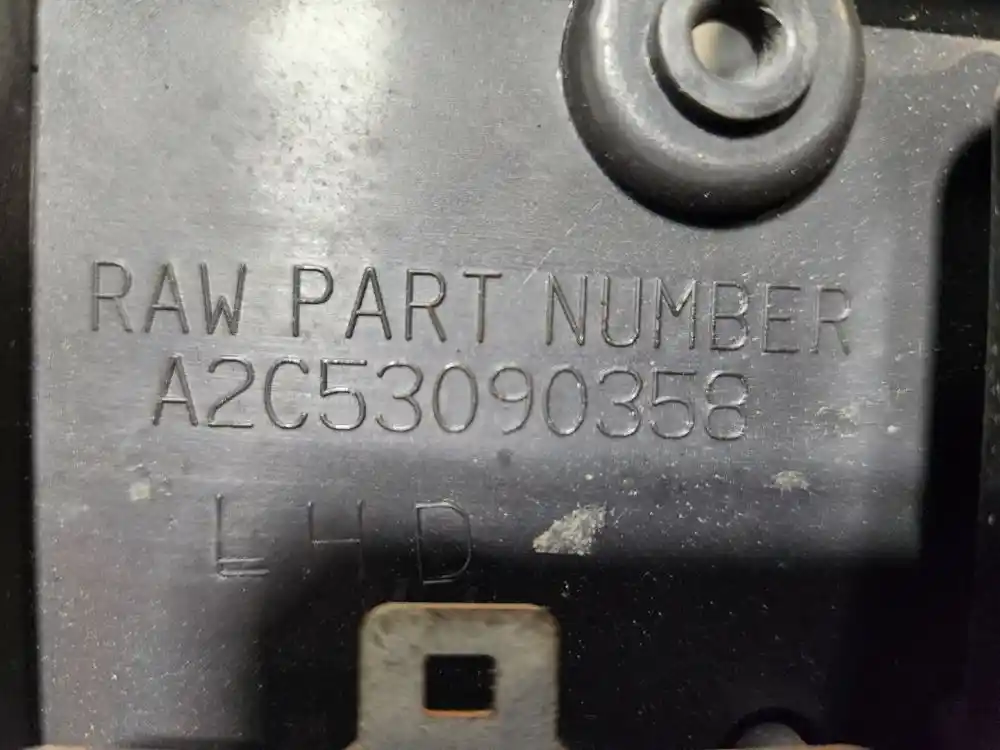 RAW PART NUMBER
A2C53090358
LHD